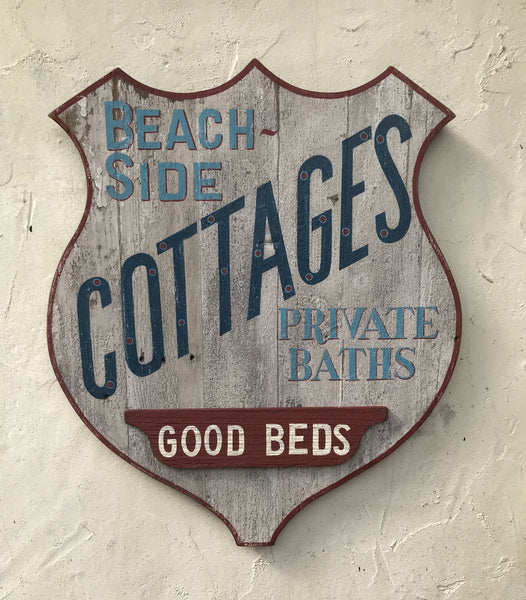 BEACH~
SIDE
COTTAGES
PRIVATE
BATHS
GOOD BEDS